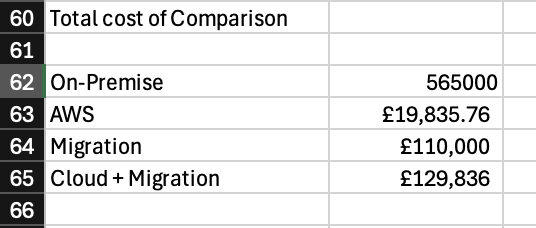 60 Total cost of Comparison
61
62 On-Premise 565000
63 AWS £19,835.76
64 Migration £110,000
65 Cloud + Migration £129,836
66